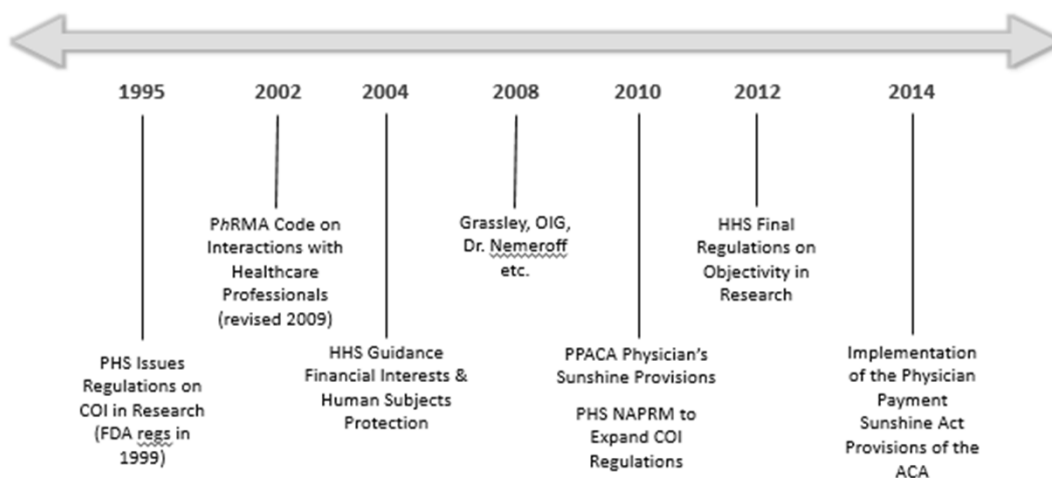 1995
2002
2004
2008
2010
2012
2014
PHS Issues
Regulations on
COI in Research
(FDA regs in
1999)
PhRMA Code on
Interactions with
Healthcare
Professionals
(revised 2009)
HHS Guidance
Financial Interests &
Human Subjects
Protection
Grassley, OIG,
Dr. Nemeroff
etc.
PPACA Physician's
Sunshine Provisions
PHS NAPRM to
Expand COI
Regulations
HHS Final
Regulations on
Objectivity in
Research
Implementation
of the Physician
Payment
Sunshine Act
Provisions of the
ACA